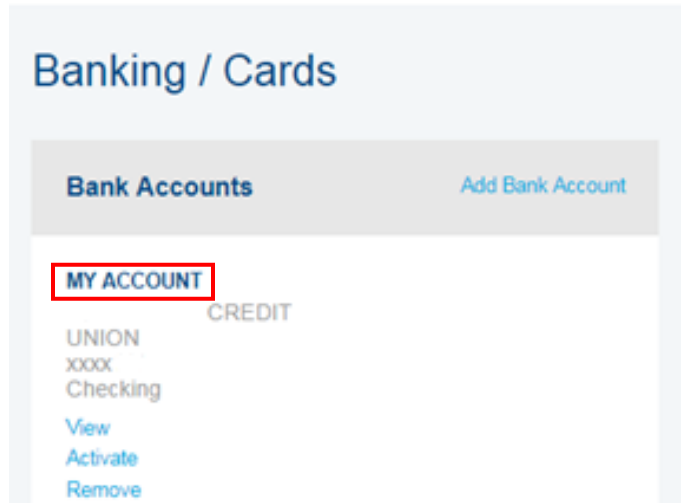 Banking / Cards
Bank Accounts Add Bank Account
MY ACCOUNT
CREDIT
UNION
xxxx
Checking
View
Activate
Remove